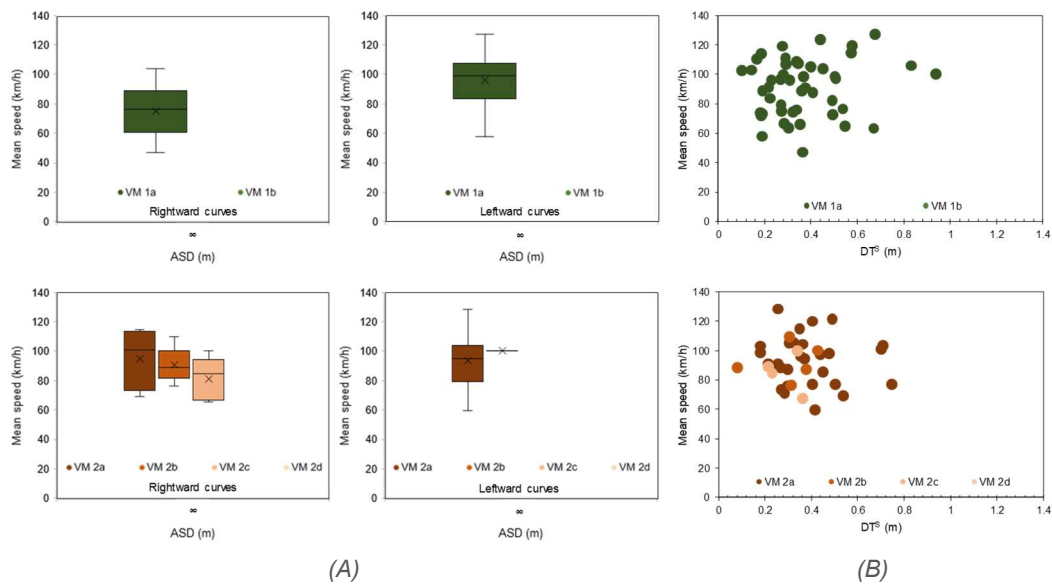 140
120
100
80
60
40
20
0
Mean speed (km/h)
VM 1a VM 1b
Rightward curves
∞
ASD (m)
140
120
100
80
60
40
20
0
Mean speed (km/h)
VM 1a VM 1b
Leftward curves
∞
ASD (m)
140
120
100
80
60
40
20
0
Mean speed (km/h)
VM 1a VM 1b
0 0.2 0.4 0.6 0.8 1 1.2 1.4
DTˢ (m)
140
120
100
80
60
40
20
0
Mean speed (km/h)
VM 2a VM 2b VM 2c VM 2d
Rightward curves
∞
ASD (m)
140
120
100
80
60
40
20
0
Mean speed (km/h)
VM 2a VM 2b VM 2c VM 2d
Leftward curves
∞
ASD (m)
140
120
100
80
60
40
20
0
Mean speed (km/h)
VM 2a VM 2b VM 2c VM 2d
0 0.2 0.4 0.6 0.8 1 1.2 1.4
DTˢ (m)
(A) (B)